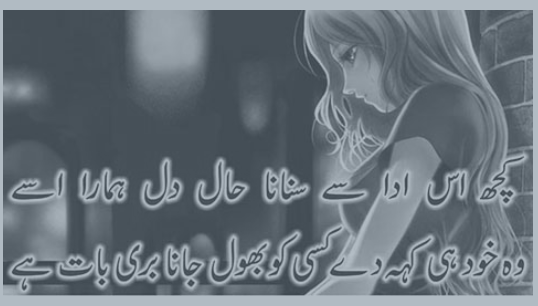 کچھ اس ادا سے سنانا حال دل ہمارا اسے
وہ خود ہی کہہ دے کسی کو بھول جانا بری بات ہے